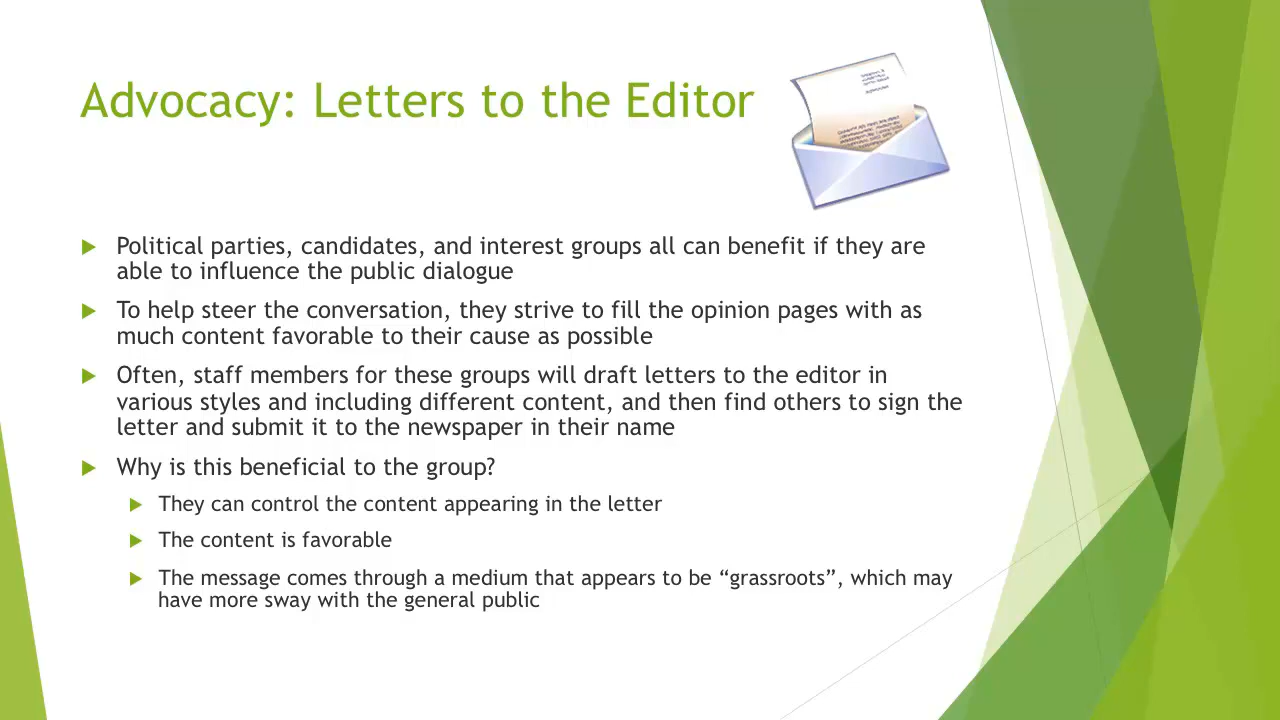 Advocacy: Letters to the Editor
Political parties, candidates, and interest groups all can benefit if they are
able to influence the public dialogue
To help steer the conversation, they strive to fill the opinion pages with as
much content favorable to their cause as possible
Often, staff members for these groups will draft letters to the editor in
various styles and including different content, and then find others to sign the
letter and submit it to the newspaper in their name
Why is this beneficial to the group?
They can control the content appearing in the letter
The content is favorable
The message comes through a medium that appears to be “grassroots”, which may
have more sway with the general public